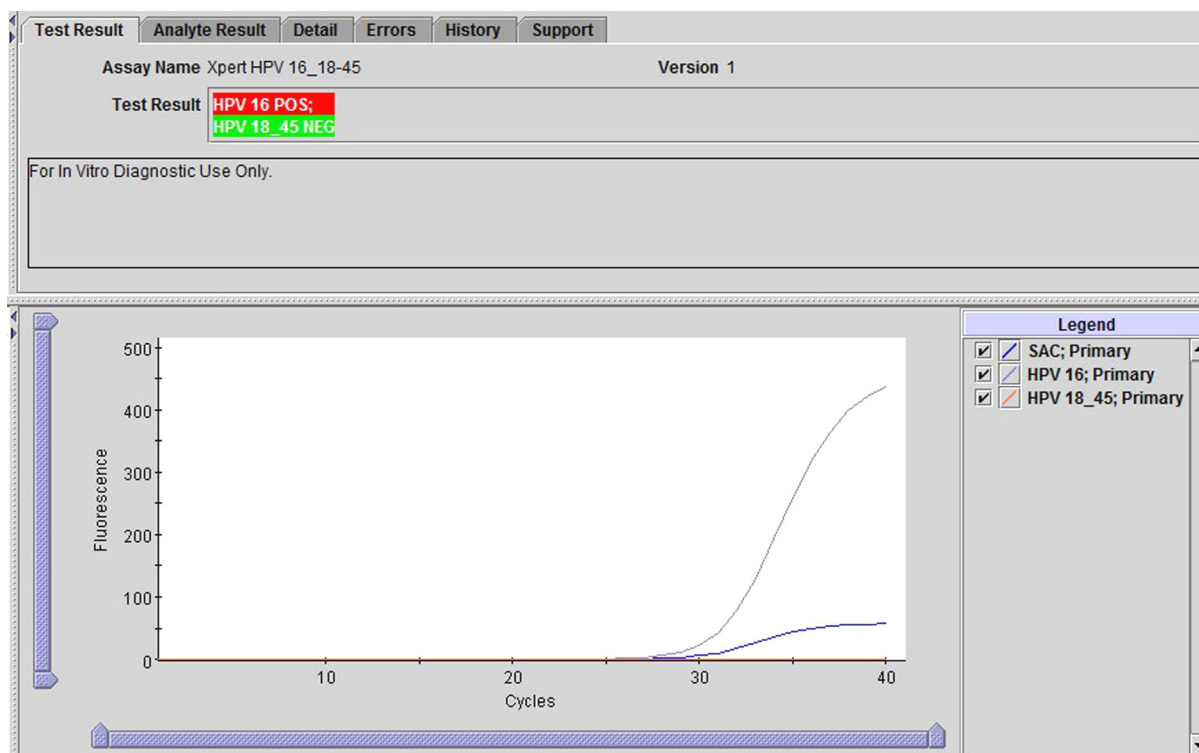 Test Result Analyte Result Detail Errors History Support
Assay Name Xpert HPV 16_18-45 Version 1
Test Result HPV 16 POS;
HPV 18_45 NEG
For In Vitro Diagnostic Use Only.
Legend
SAC; Primary
HPV 16; Primary
HPV 18_45; Primary
500
400
300
200
100
0
Fluorescence
10 20 30 40
Cycles